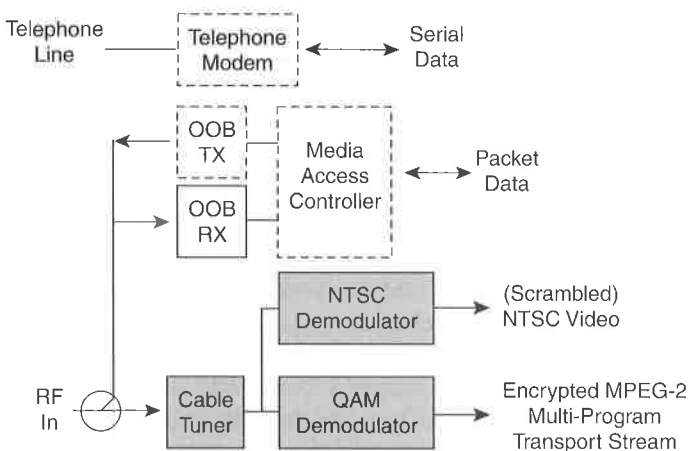 Telephone
Line
Telephone
Modem
Serial
Data
OOB
TX
Media
Access
Controller
Packet
Data
OOB
RX
NTSC
Demodulator
(Scrambled)
NTSC Video
RF
In
Cable
Tuner
QAM
Demodulator
Encrypted MPEG-2
Multi-Program
Transport Stream